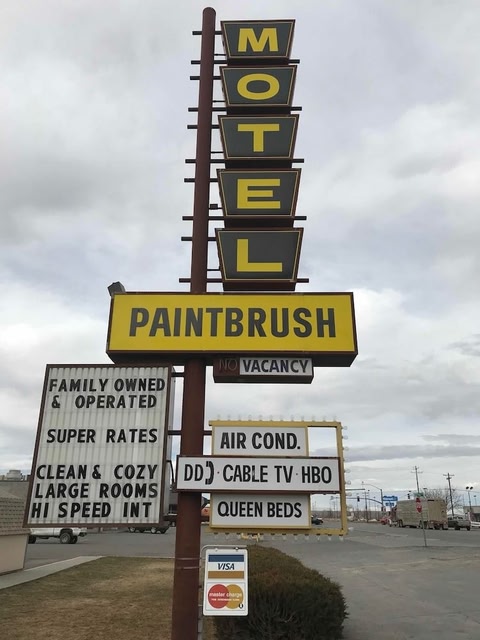 MOTEL
PAINTBRUSH
NO VACANCY
FAMILY OWNED
& OPERATED
SUPER RATES
CLEAN & COZY
LARGE ROOMS
HI SPEED INT
AIR COND.
DD · CABLE TV · HBO
QUEEN BEDS
VISA
master charge